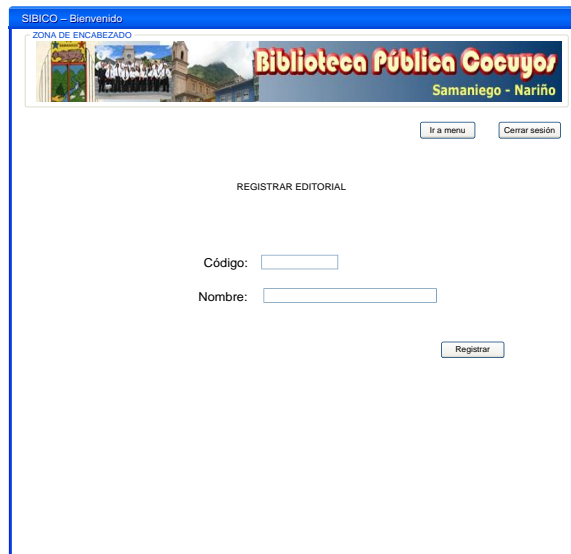 SIBICO – Bienvenido
ZONA DE ENCABEZADO
SAMANIEGO
Biblioteca Pública Cocuyos
Samaniego - Nariño
Ir a menu
Cerrar sesión
REGISTRAR EDITORIAL
Código:
Nombre:
Registrar